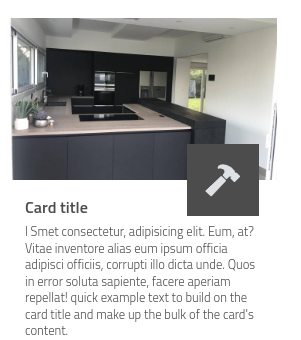 Card title
l Smet consectetur, adipisicing elit. Eum, at?
Vitae inventore alias eum ipsum officia
adipisci officiis, corrupti illo dicta unde. Quos
in error soluta sapiente, facere aperiam
repellat! quick example text to build on the
card title and make up the bulk of the card's
content.